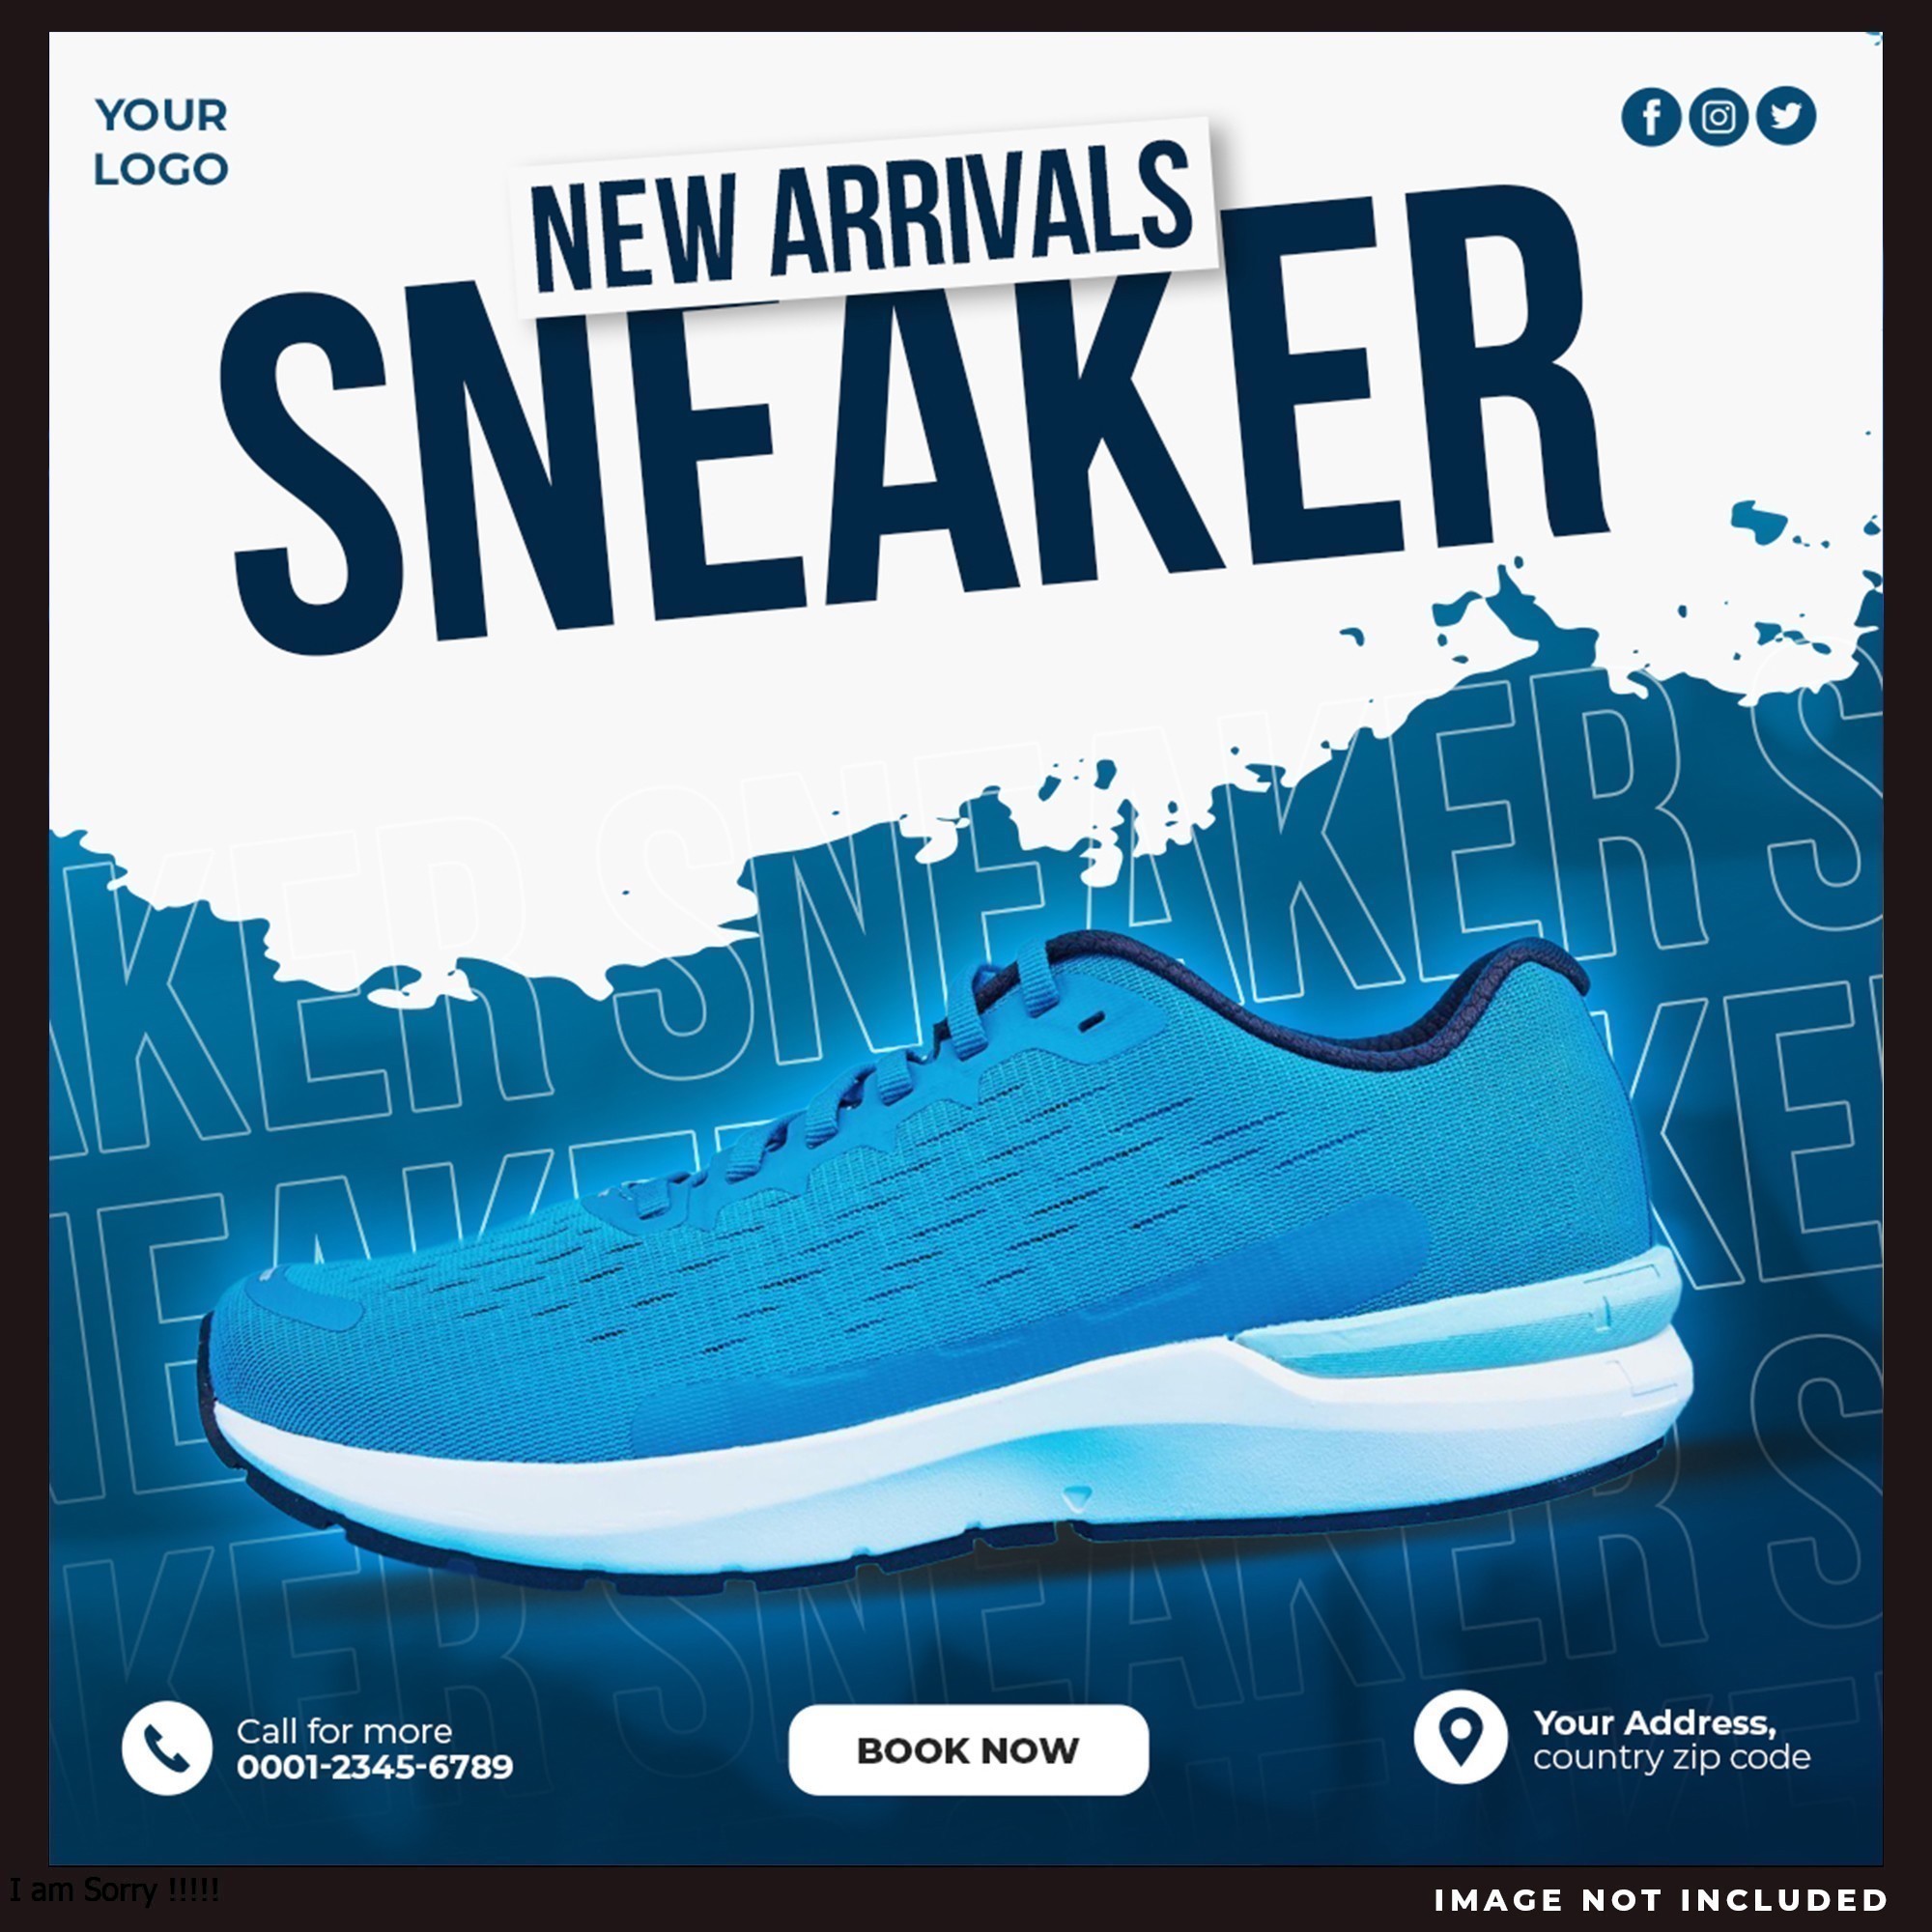 YOUR
LOGO
NEW ARRIVALS
SNEAKER
SNEAKER
Call for more
0001-2345-6789
BOOK NOW
Your Address,
country zip code
I am Sorry !!!!!
IMAGE NOT INCLUDED